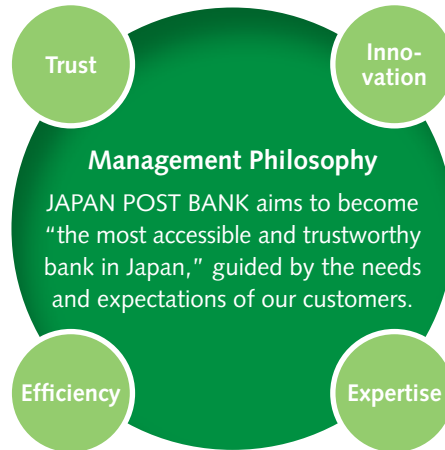 Trust
Inno-
vation
Management Philosophy
JAPAN POST BANK aims to become
“the most accessible and trustworthy
bank in Japan,” guided by the needs
and expectations of our customers.
Efficiency
Expertise